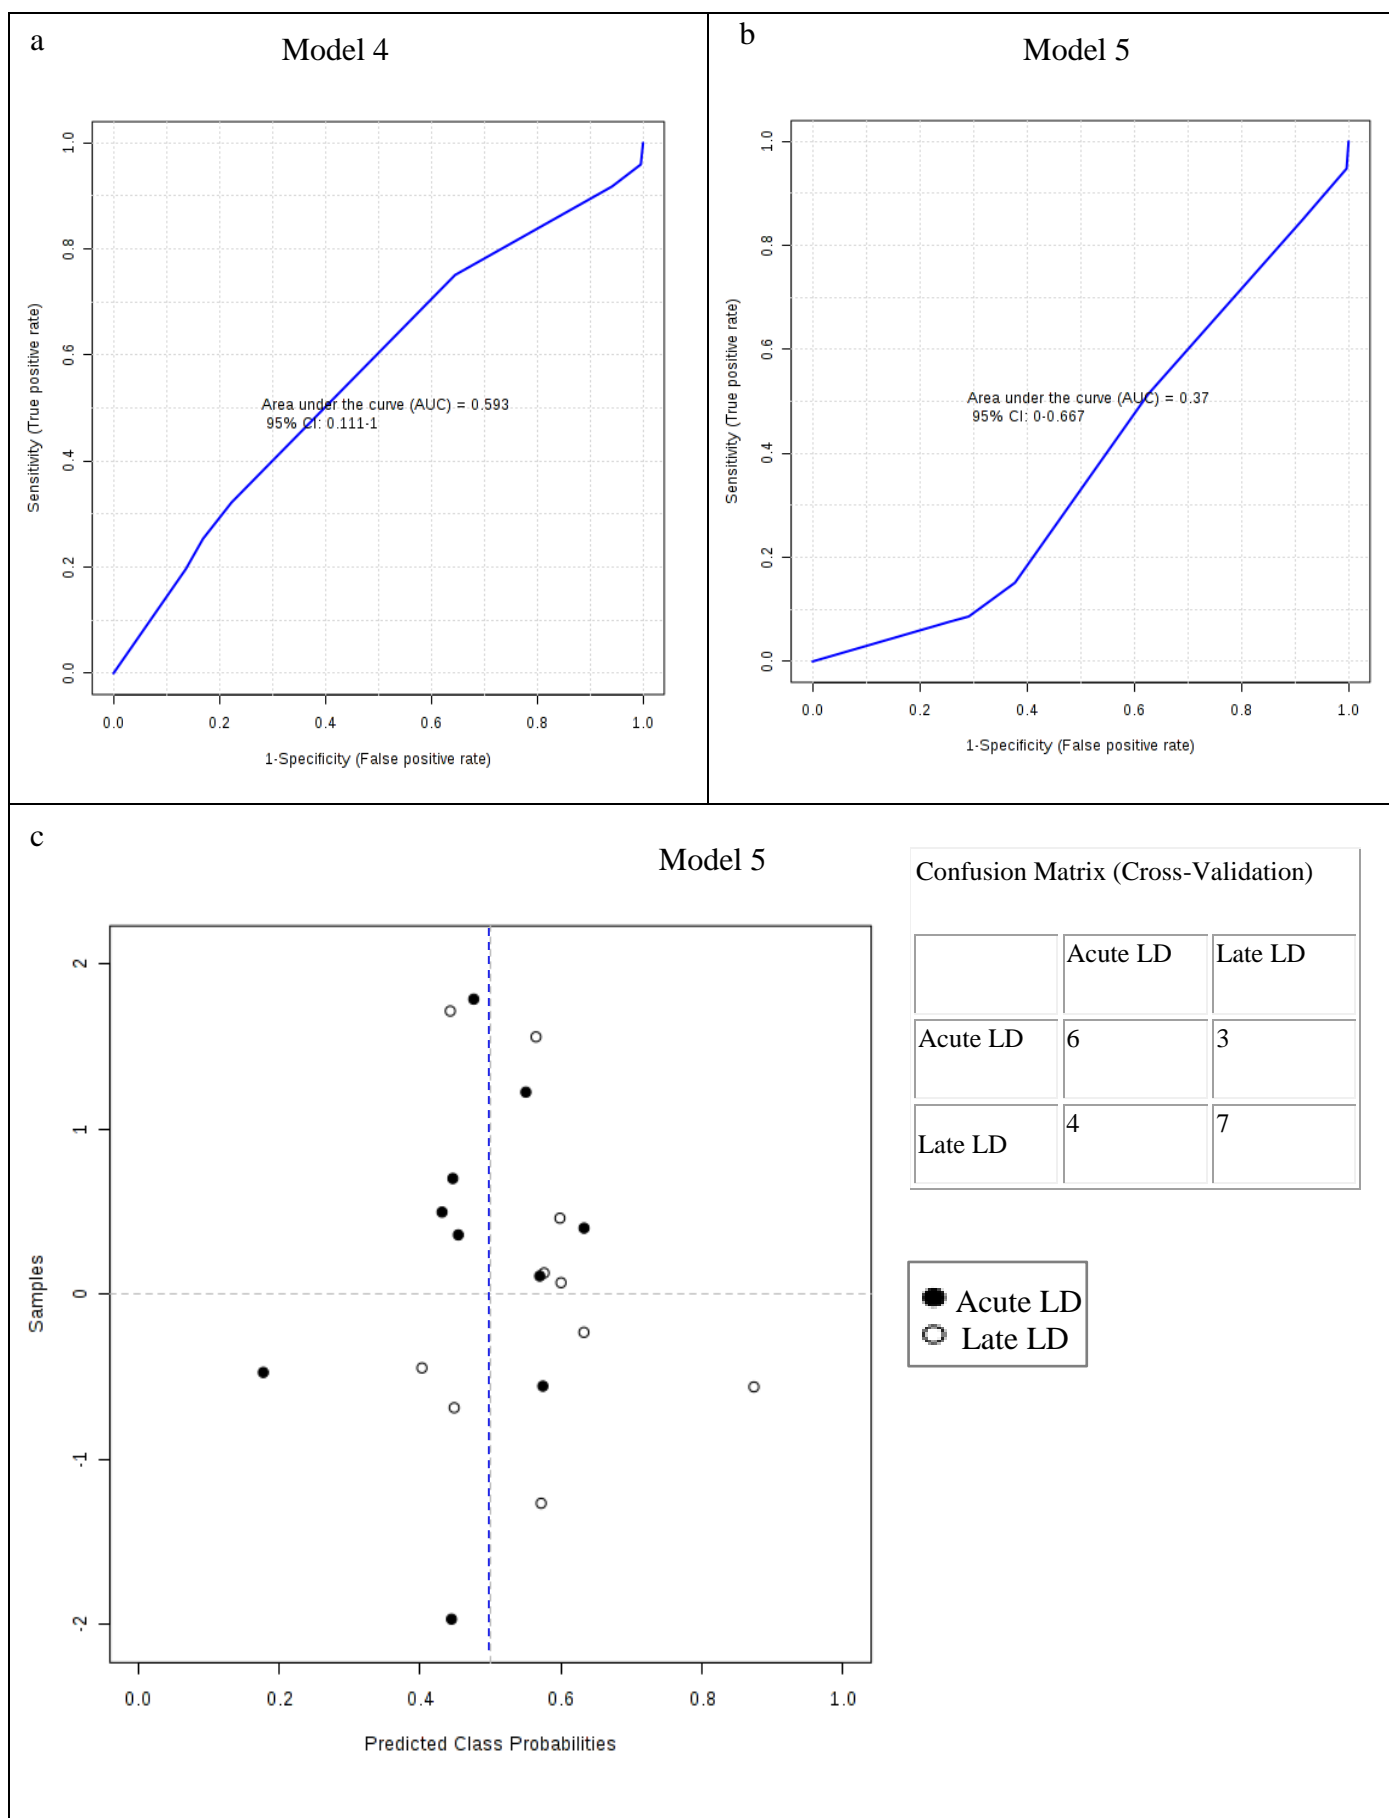 a
Model 4
1.0
0.8
0.6
0.4
0.2
0.0
Sensitivity (True positive rate)
Area under the curve (AUC) = 0.593
95% CI: 0.111-1
0.0 0.2 0.4 0.6 0.8 1.0
1-Specificity (False positive rate)
b
Model 5
1.0
0.8
0.6
0.4
0.2
0.0
Sensitivity (True positive rate)
Area under the curve (AUC) = 0.37
95% CI: 0-0.667
0.0 0.2 0.4 0.6 0.8 1.0
1-Specificity (False positive rate)
c
Model 5
2
1
0
-1
-2
Samples
0.0 0.2 0.4 0.6 0.8 1.0
Predicted Class Probabilities
Confusion Matrix (Cross-Validation)
Acute LD Late LD
Acute LD 6 3
Late LD 4 7
Acute LD
Late LD